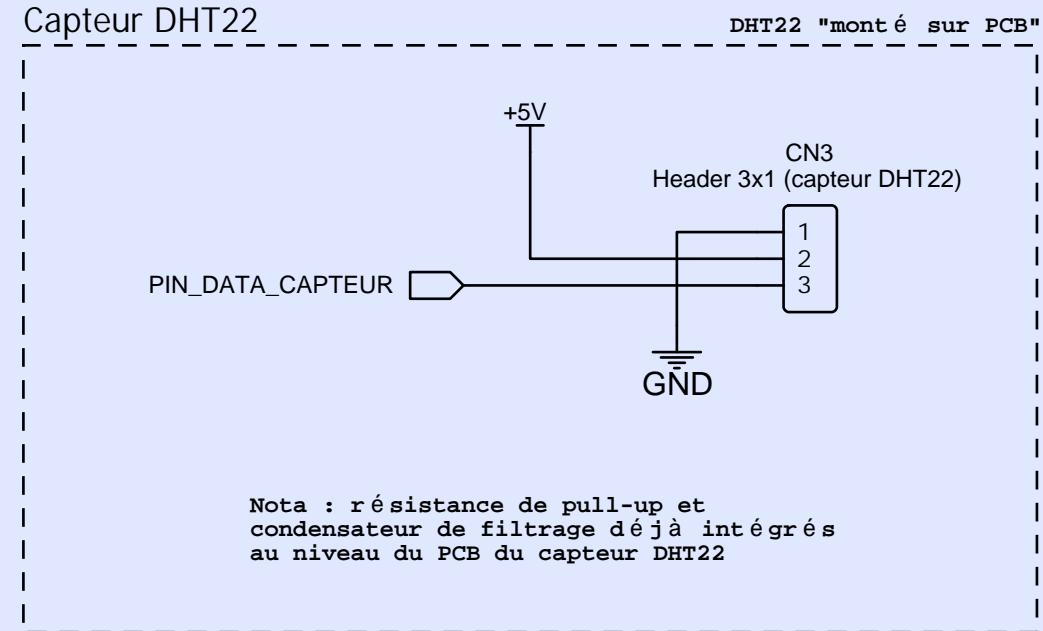 Capteur DHT22
DHT22 "monté sur PCB"
+5V
CN3
Header 3x1 (capteur DHT22)
1
2
3
PIN_DATA_CAPTEUR
GND
Nota : résistance de pull-up et
condensateur de filtrage déjà intégrés
au niveau du PCB du capteur DHT22